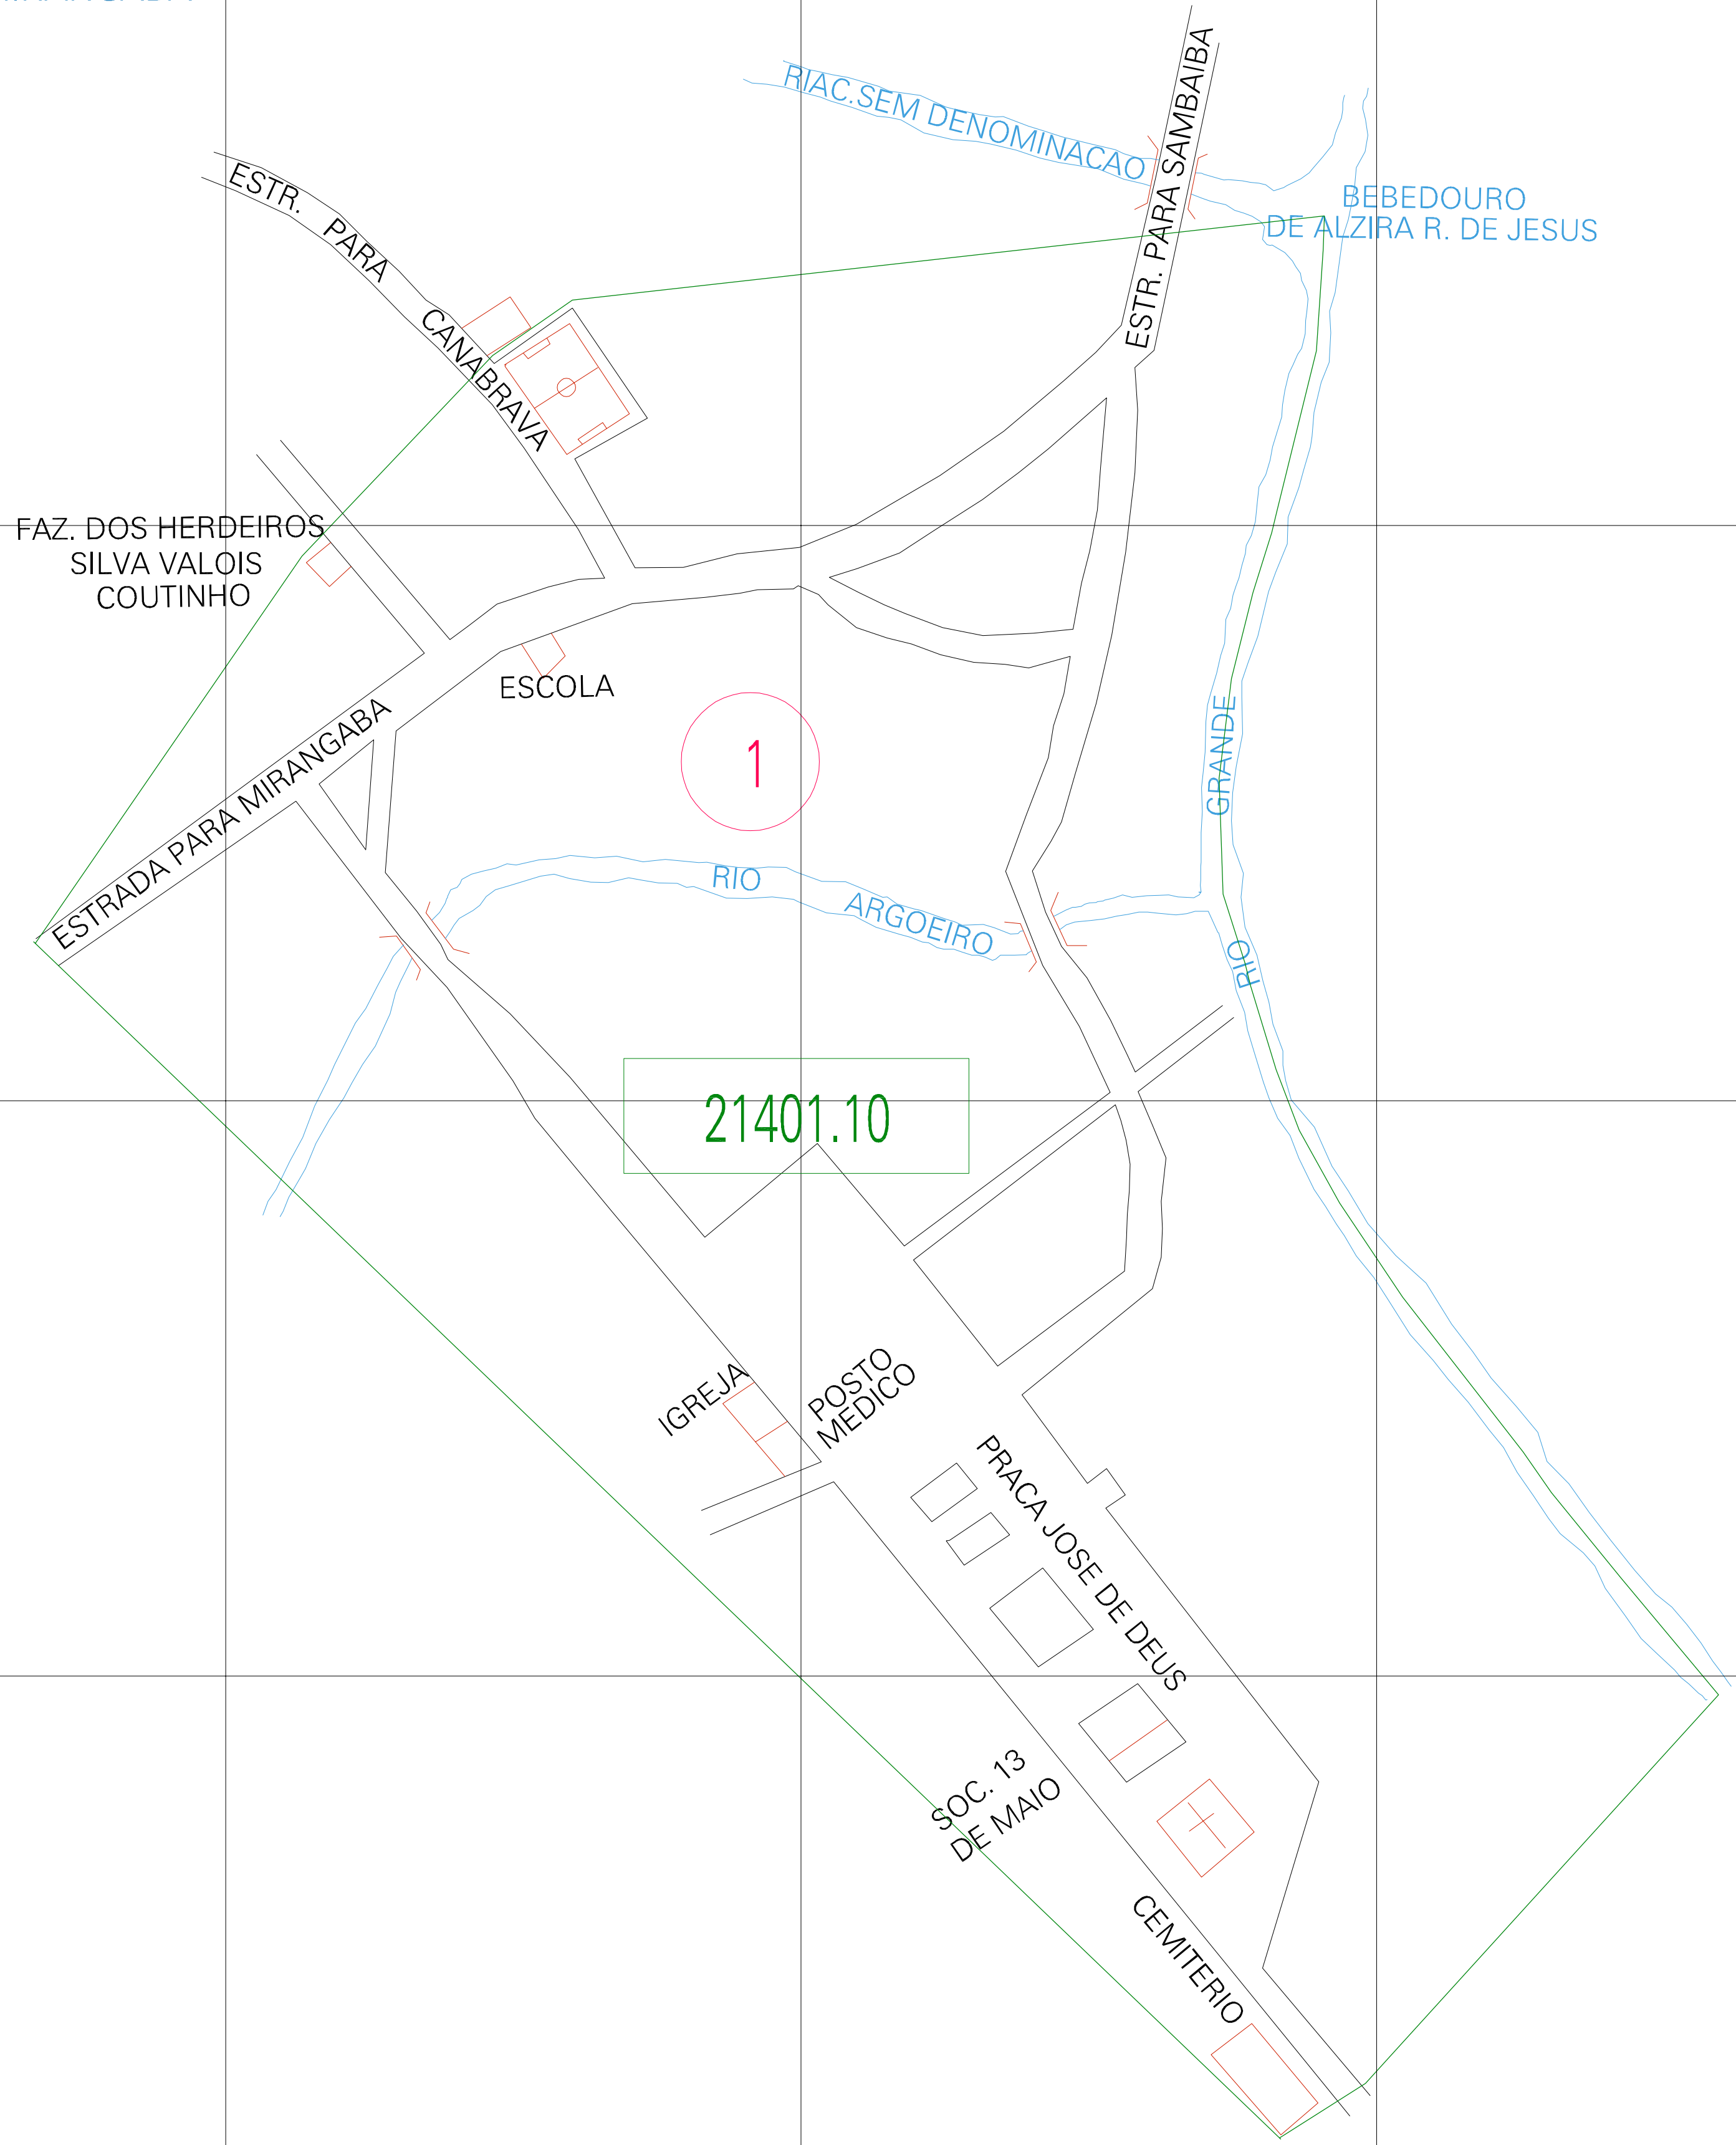 RIAC.SEM DENOMINACAO
ESTR. PARA SAMBAIBA
BEBEDOURO
DE ALZIRA R. DE JESUS
ESTR. PARA CANABRAVA
FAZ. DOS HERDEIROS
SILVA VALOIS
COUTINHO
ESCOLA
ESTRADA PARA MIRANGABA
1
RIO GRANDE
RIO ARGOEIRO
21401.10
IGREJA
POSTO
MEDICO
PRACA JOSE DE DEUS
SOC. 13
DE MAIO
CEMITERIO